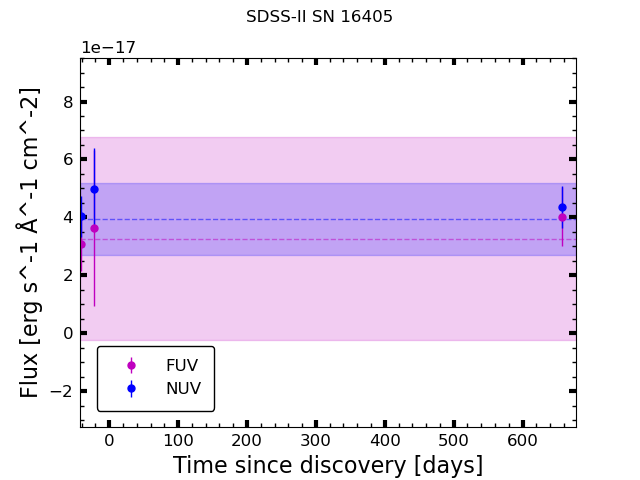 SDSS-II SN 16405
1e−17
8
6
4
2
0
−2
Flux [erg s^-1 Å^-1 cm^-2]
FUV
NUV
0 100 200 300 400 500 600
Time since discovery [days]